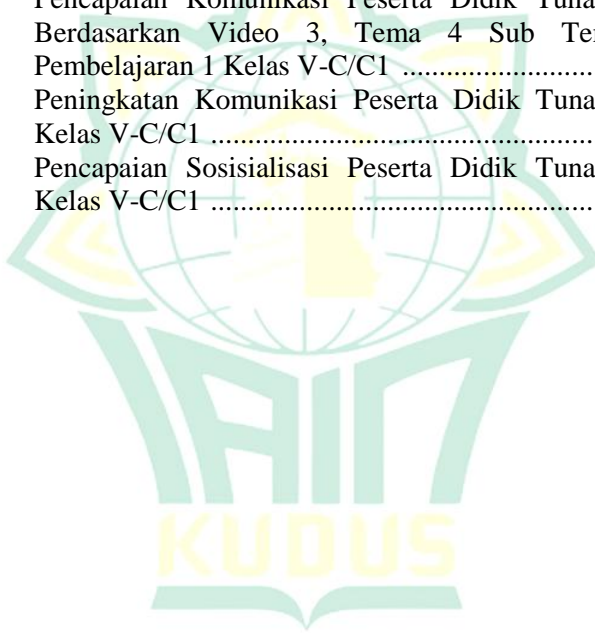 Pencapaian Komunikasi Peserta Didik Tuna
Berdasarkan Video 3, Tema 4 Sub Te
Pembelajaran 1 Kelas V-C/C1 ..............................
Peningkatan Komunikasi Peserta Didik Tuna
Kelas V-C/C1 ............................................................
Pencapaian Sosisialisasi Peserta Didik Tuna
Kelas V-C/C1 ............................................................
IAIN
KUDUS